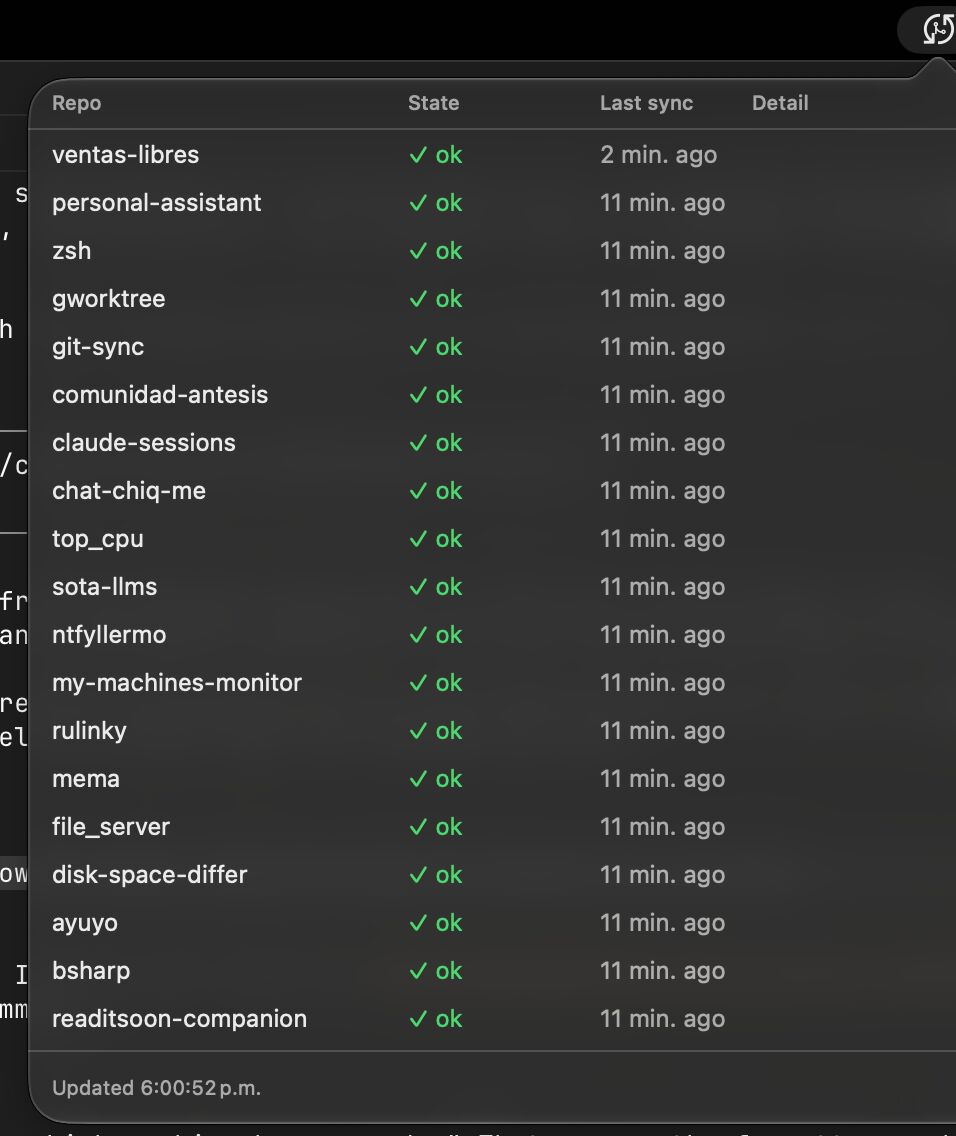 Repo State Last sync Detail
ventas-libres ✓ ok 2 min. ago
personal-assistant ✓ ok 11 min. ago
zsh ✓ ok 11 min. ago
gworktree ✓ ok 11 min. ago
git-sync ✓ ok 11 min. ago
comunidad-antesis ✓ ok 11 min. ago
claude-sessions ✓ ok 11 min. ago
chat-chiq-me ✓ ok 11 min. ago
top_cpu ✓ ok 11 min. ago
sota-llms ✓ ok 11 min. ago
ntfyllermo ✓ ok 11 min. ago
my-machines-monitor ✓ ok 11 min. ago
rulinky ✓ ok 11 min. ago
mema ✓ ok 11 min. ago
file_server ✓ ok 11 min. ago
disk-space-differ ✓ ok 11 min. ago
ayuyo ✓ ok 11 min. ago
bsharp ✓ ok 11 min. ago
readitsoon-companion ✓ ok 11 min. ago
Updated 6:00:52 p.m.